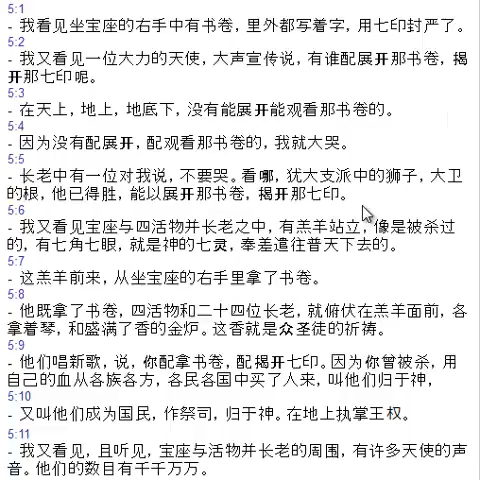 5:1
- 我看见坐宝座的右手中有书卷，里外都写着字，用七印封严了。
5:2
- 我又看见一位大力的天使，大声宣传说，有谁配展开那书卷，揭
开那七印呢。
5:3
- 在天上，地上，地底下，没有能展开能观看那书卷的。
5:4
- 因为没有配展开，配观看那书卷的，我就大哭。
5:5
- 长老中有一位对我说，不要哭。看哪，犹大支派中的狮子，大卫
的根，他已得胜，能以展开那书卷，揭开那七印。
5:6
- 我又看见宝座与四活物并长老之中，有羔羊站立，像是被杀过
的，有七角七眼，就是神的七灵，奉差遣往普天下去的。
5:7
- 这羔羊前来，从坐宝座的右手里拿了书卷。
5:8
- 他既拿了书卷，四活物和二十四位长老，就俯伏在羔羊面前，各
拿着琴，和盛满了香的金炉。这香就是众圣徒的祈祷。
5:9
- 他们唱新歌，说，你配拿书卷，配揭开七印。因为你曾被杀，用
自己的血从各族各方，各民各国中买了人来，叫他们归于神，
5:10
- 又叫他们成为国民，作祭司，归于神。在地上执掌王权。
5:11
- 我又看见，且听见，宝座与活物并长老的周围，有许多天使的声
音。他们的数目有千千万万。